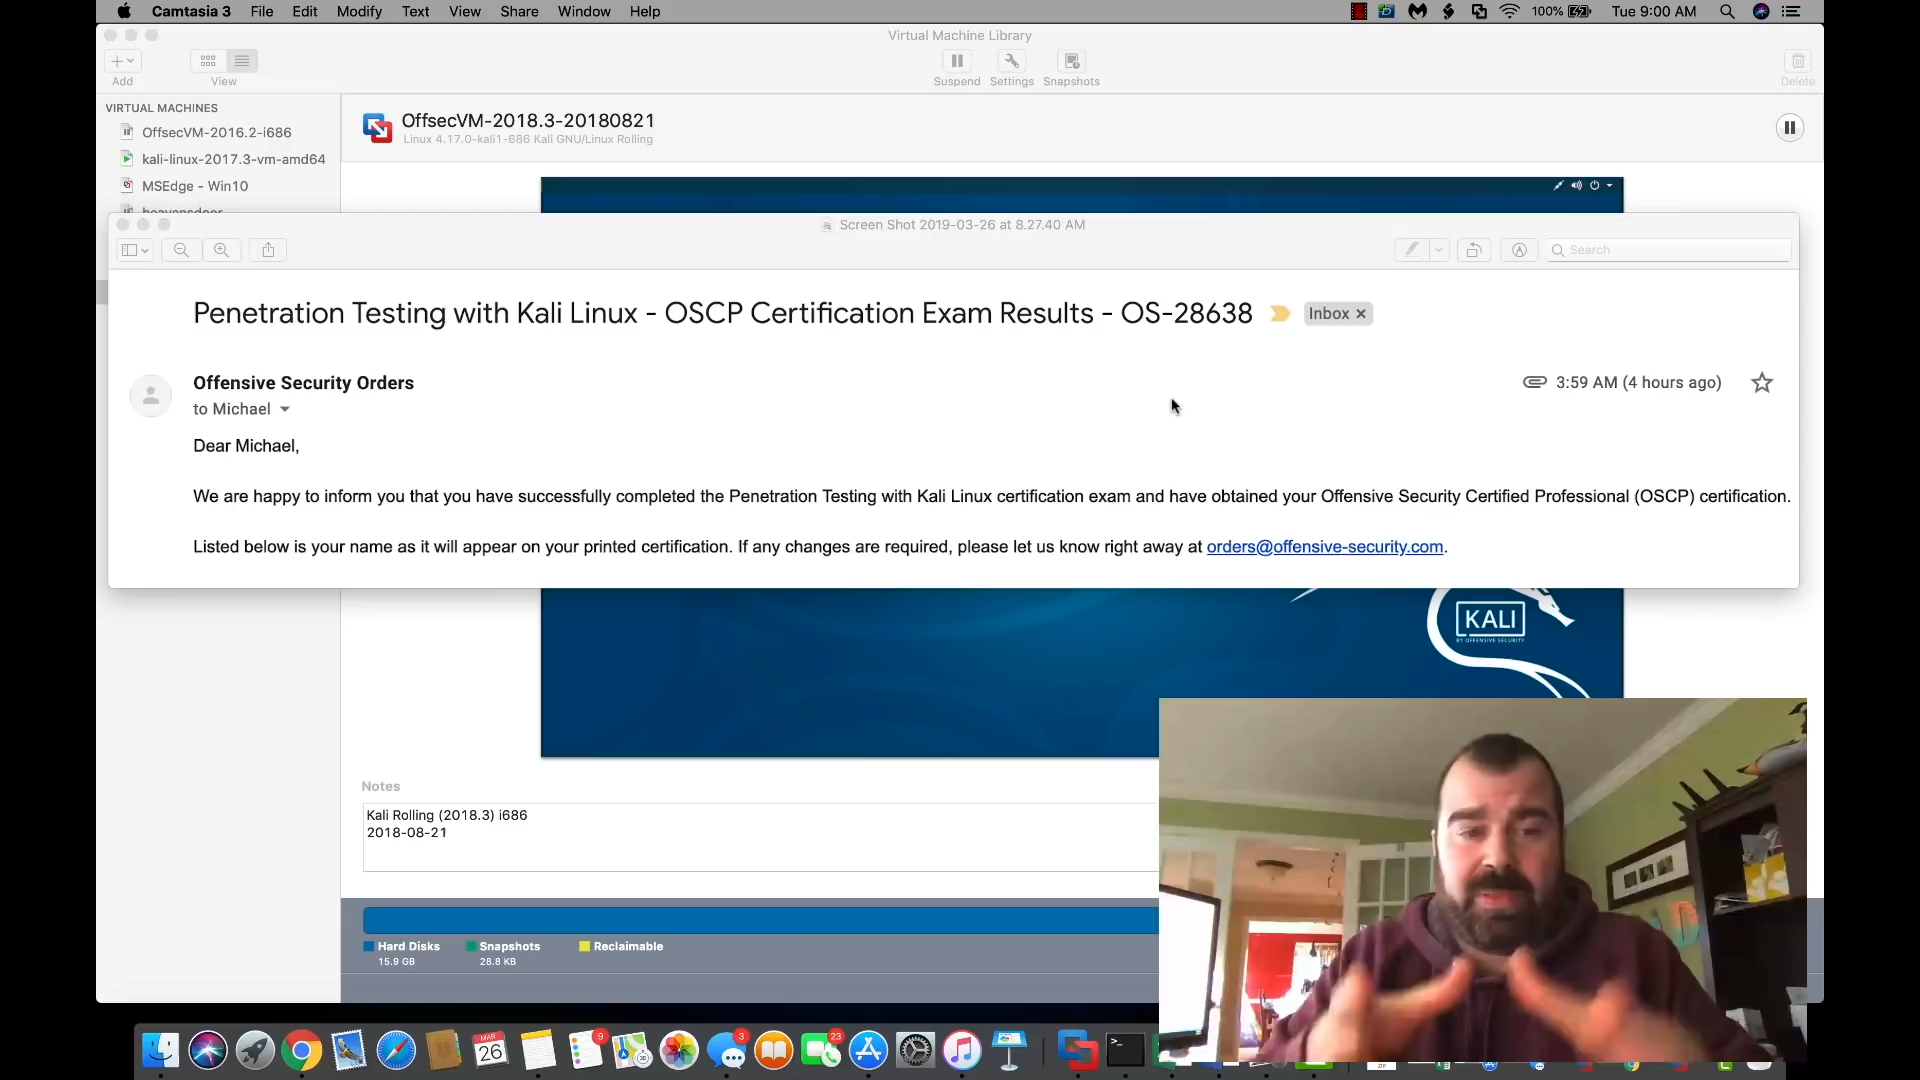 Camtasia 3 File Edit Modify Text View Share Window Help 100% Tue 9:00 AM
Virtual Machine Library
Add View Suspend Settings Snapshots Delete
VIRTUAL MACHINES
OffsecVM-2016.2-i686
kali-linux-2017.3-vm-amd64
MSEdge - Win10
heavensdoor
OffsecVM-2018.3-20180821
Linux 4.17.0-kali1-686 Kali GNU/Linux Rolling
Screen Shot 2019-03-26 at 8.27.40 AM
Search
Penetration Testing with Kali Linux - OSCP Certification Exam Results - OS-28638 Inbox ×
Offensive Security Orders 3:59 AM (4 hours ago)
to Michael
Dear Michael,
We are happy to inform you that you have successfully completed the Penetration Testing with Kali Linux certification exam and have obtained your Offensive Security Certified Professional (OSCP) certification.
Listed below is your name as it will appear on your printed certification. If any changes are required, please let us know right away at orders@offensive-security.com.
KALI
BY OFFENSIVE SECURITY
Notes
Kali Rolling (2018.3) i686
2018-08-21
Hard Disks Snapshots Reclaimable
15.9 GB 28.8 KB
9 3 23
MAR
26